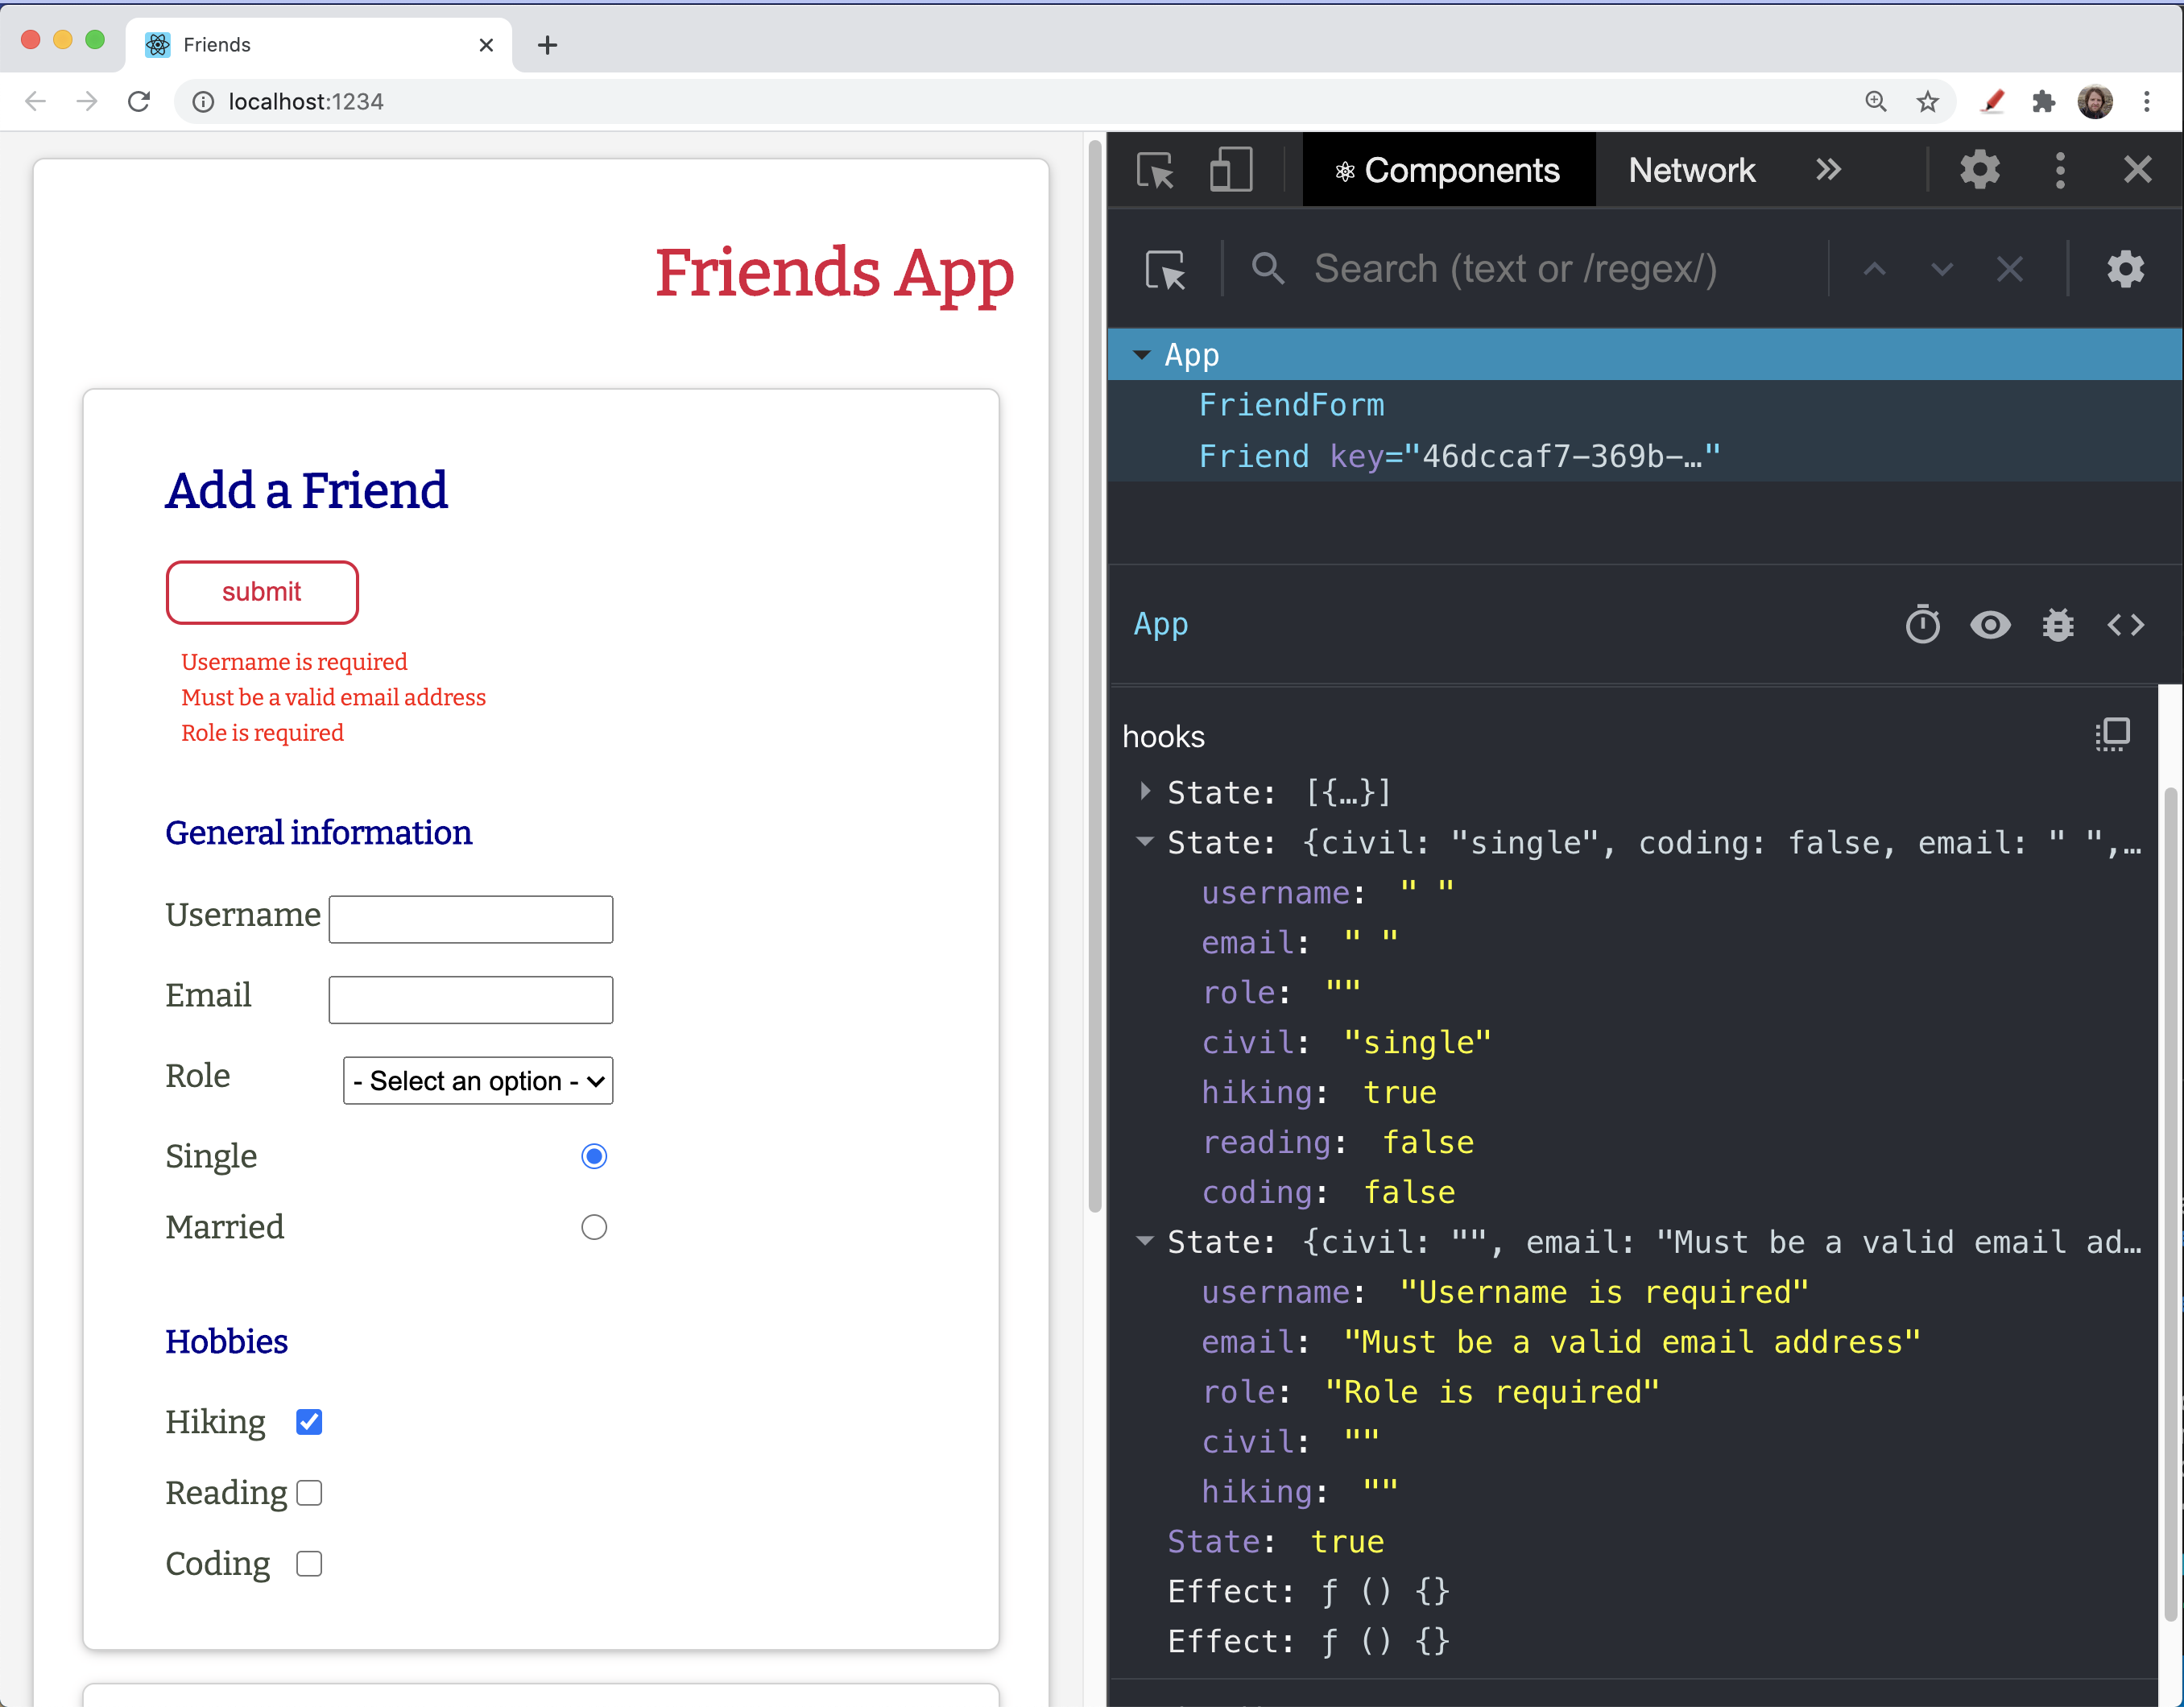 Friends
localhost:1234
Friends App
Add a Friend
submit
Username is required
Must be a valid email address
Role is required
General information
Username
Email
Role
- Select an option -
Single
Married
Hobbies
Hiking
Reading
Coding
Components
Network
Search (text or /regex/)
App
FriendForm
Friend key="46dccaf7-369b-…"
App
hooks
State: [{…}]
State: {civil: "single", coding: false, email: " ",…
username: " "
email: " "
role: ""
civil: "single"
hiking: true
reading: false
coding: false
State: {civil: "", email: "Must be a valid email ad…
username: "Username is required"
email: "Must be a valid email address"
role: "Role is required"
civil: ""
hiking: ""
State: true
Effect: ƒ () {}
Effect: ƒ () {}